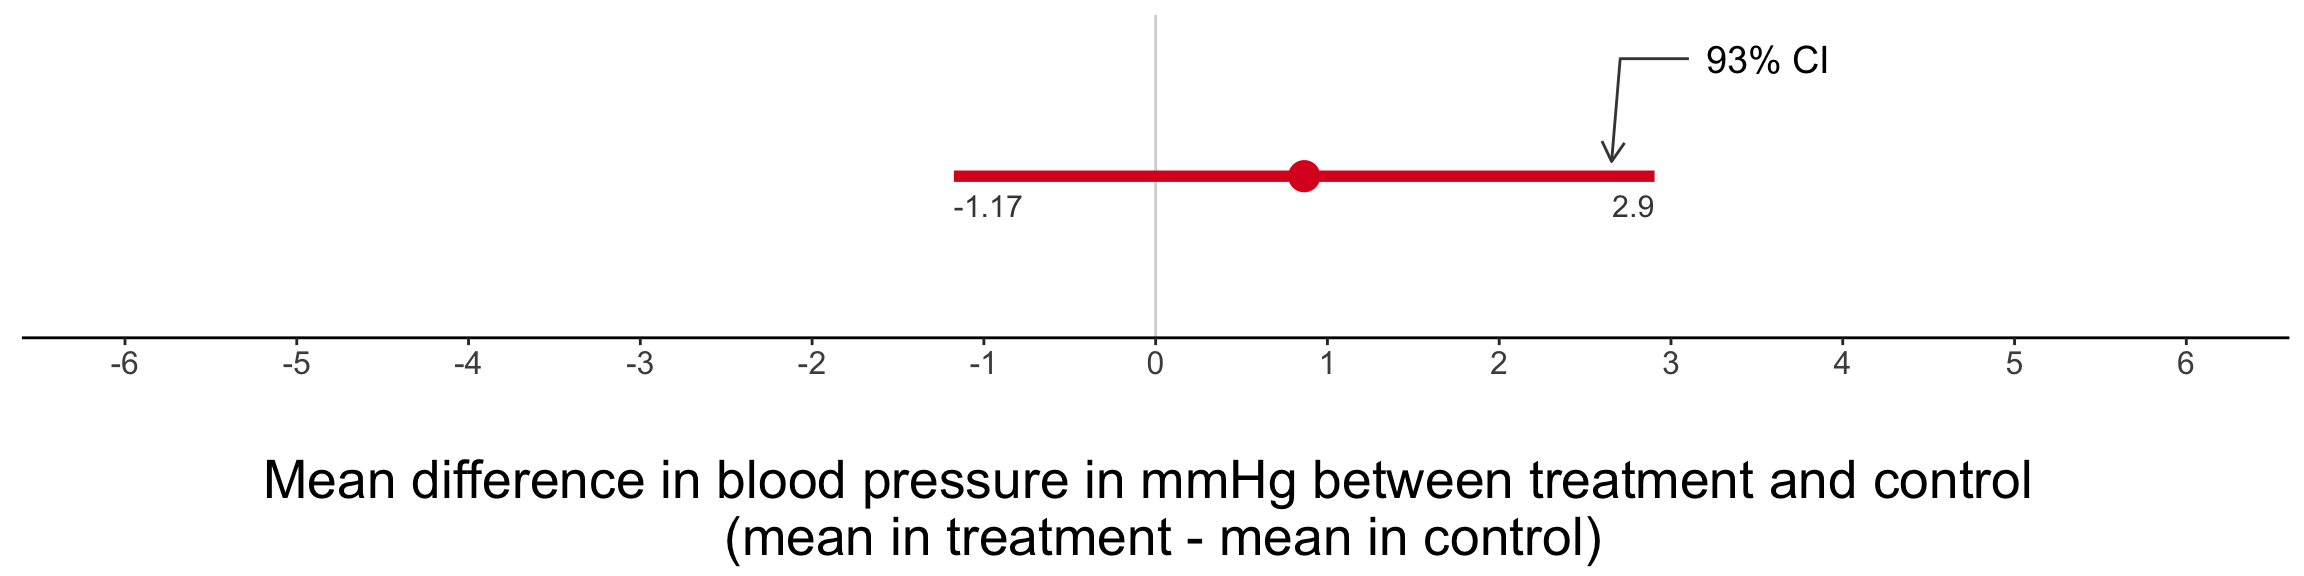 93% CI
-1.17 2.9
-6 -5 -4 -3 -2 -1 0 1 2 3 4 5 6
Mean difference in blood pressure in mmHg between treatment and control
(mean in treatment - mean in control)